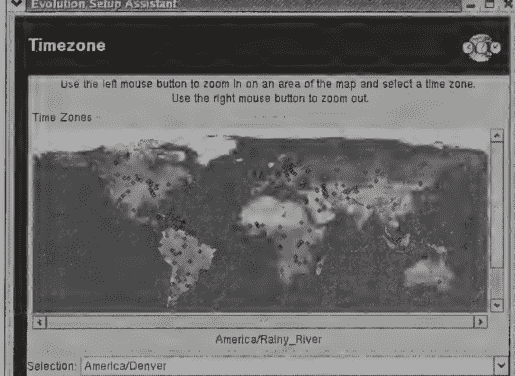 Evolution Setup Assistant
Timezone
Use the left mouse button to zoom in on an area of the map and select a time zone.
Use the right mouse button to zoom out.
Time Zones
America/Rainy_River
Selection: America/Denver